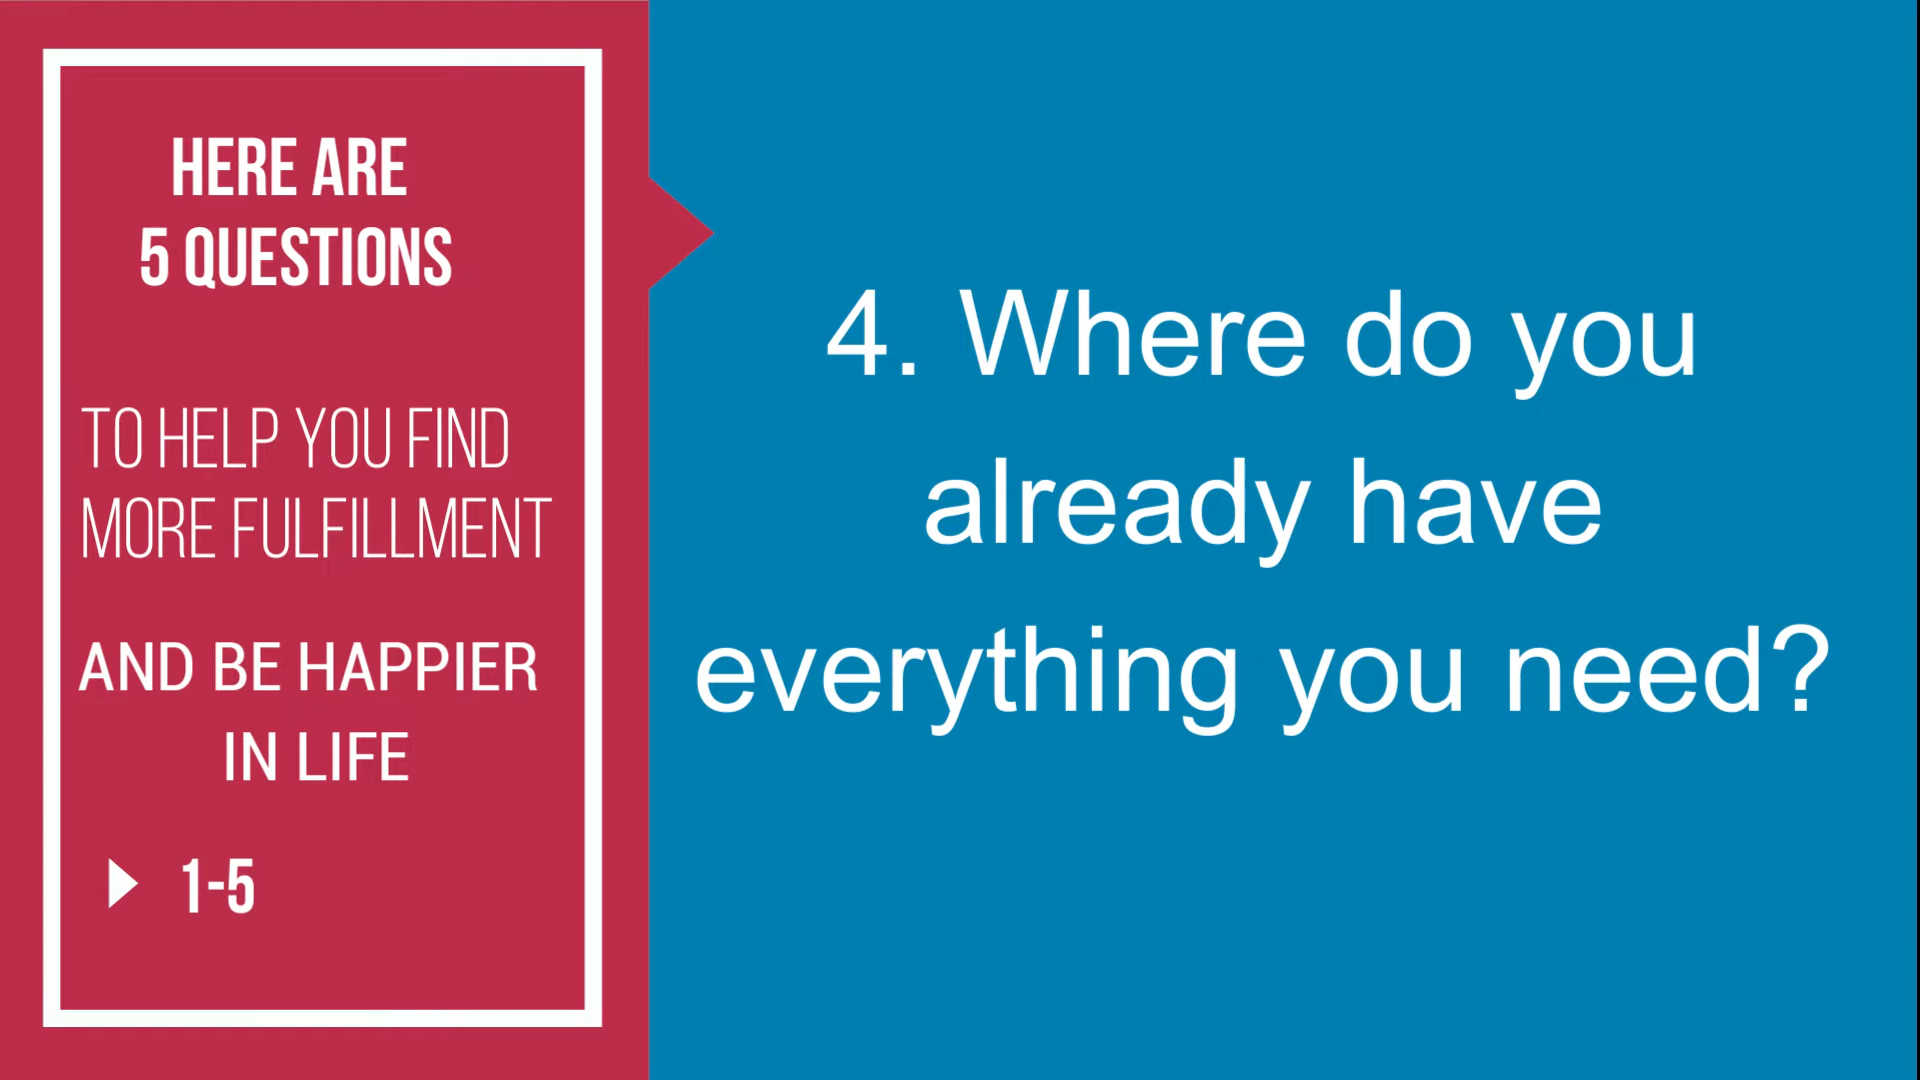 HERE ARE
5 QUESTIONS
TO HELP YOU FIND
MORE FULFILLMENT
AND BE HAPPIER
IN LIFE
1-5
4. Where do you
already have
everything you need?